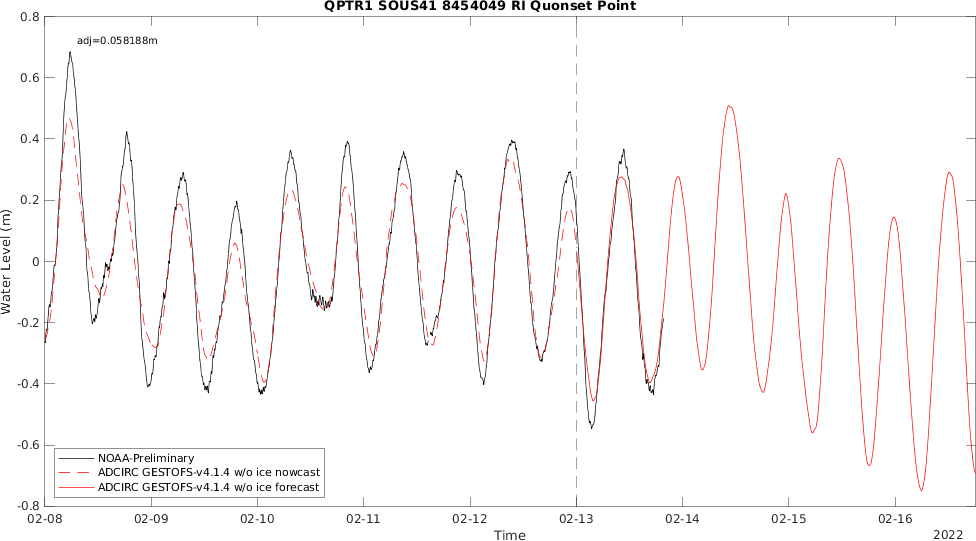 QPTR1 SOUS41 8454049 RI Quonset Point
adj=0.058188m
0.8
0.6
0.4
0.2
0
-0.2
-0.4
-0.6
-0.8
Water Level (m)
NOAA-Preliminary
ADCIRC GESTOFS-v4.1.4 w/o ice nowcast
ADCIRC GESTOFS-v4.1.4 w/o ice forecast
02-08 02-09 02-10 02-11 02-12 02-13 02-14 02-15 02-16
Time
2022